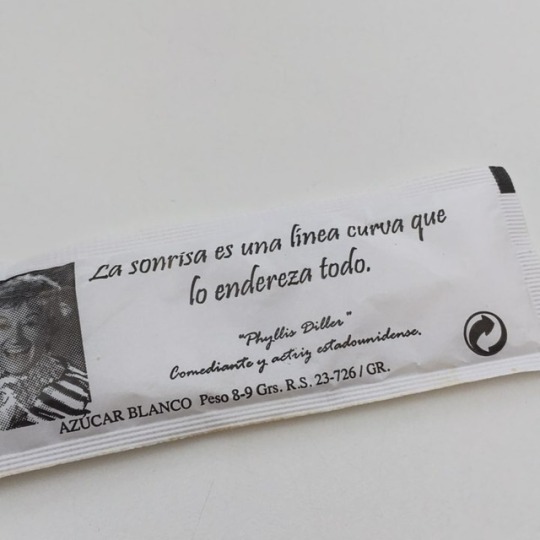 La sonrisa es una línea curva que
lo endereza todo.
"Phyllis Diller"
Comediante y actriz estadounidense.
AZÚCAR BLANCO Peso 8-9 Grs. R.S. 23-726 / GR.